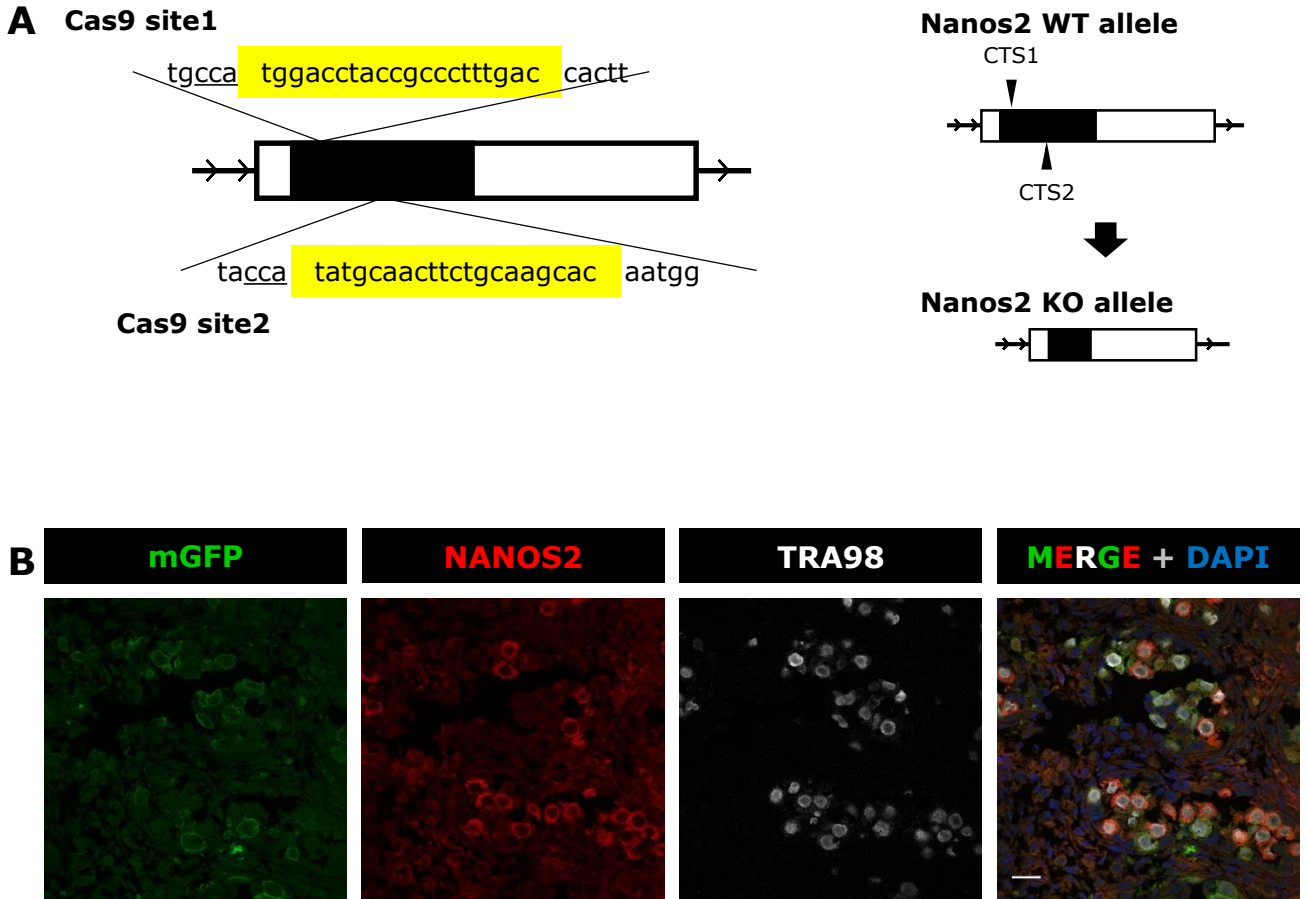 A
Cas9 site1
tgcca tggacctaccgccctttgac cactt
tacca tatgcaacttctgcaagcac aatgg
Cas9 site2
Nanos2 WT allele
CTS1
CTS2
Nanos2 KO allele
B
mGFP
NANOS2
TRA98
MERGE + DAPI